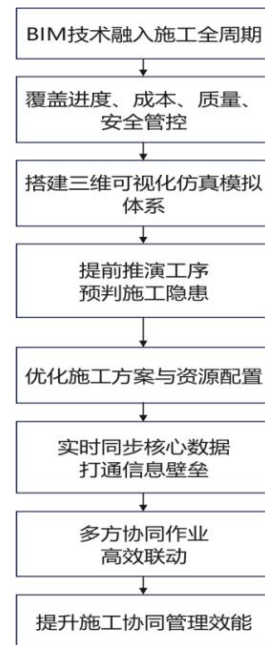 BIM技术融入施工全周期
覆盖进度、成本、质量、
安全管控
搭建三维可视化仿真模拟
体系
提前推演工序
预判施工隐患
优化施工方案与资源配置
实时同步核心数据
打通信息壁垒
多方协同作业
高效联动
提升施工协同管理效能